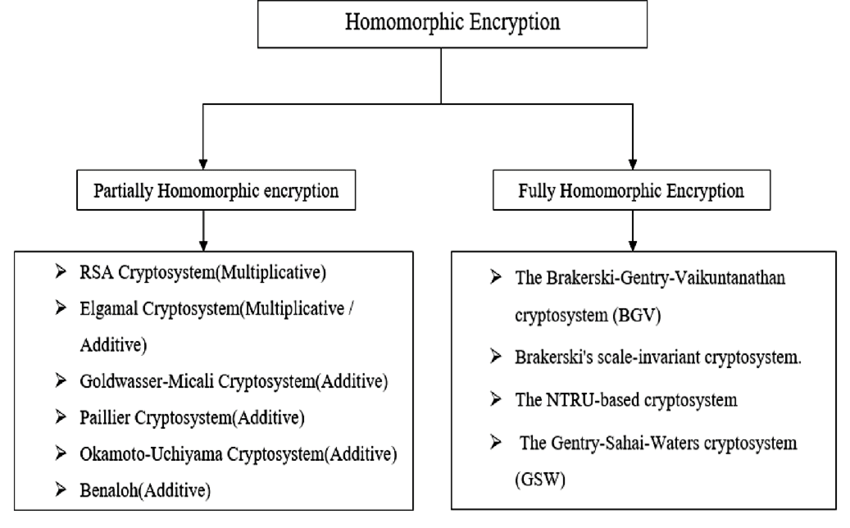 Homomorphic Encryption
Partially Homomorphic encryption
Fully Homomorphic Encryption
➢ RSA Cryptosystem(Multiplicative)
➢ Elgamal Cryptosystem(Multiplicative /
Additive)
➢ Goldwasser-Micali Cryptosystem(Additive)
➢ Paillier Cryptosystem(Additive)
➢ Okamoto-Uchiyama Cryptosystem(Additive)
➢ Benaloh(Additive)
➢ The Brakerski-Gentry-Vaikuntanathan
cryptosystem (BGV)
➢ Brakerski's scale-invariant cryptosystem.
➢ The NTRU-based cryptosystem
➢ The Gentry-Sahai-Waters cryptosystem
(GSW)